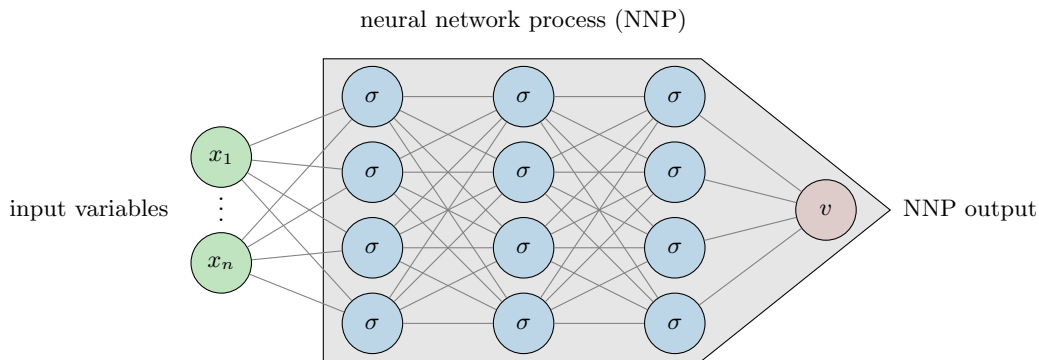 neural network process (NNP)
σ σ σ
x₁ σ σ σ
input variables ⋮ v NNP output
xₙ σ σ σ
σ σ σ